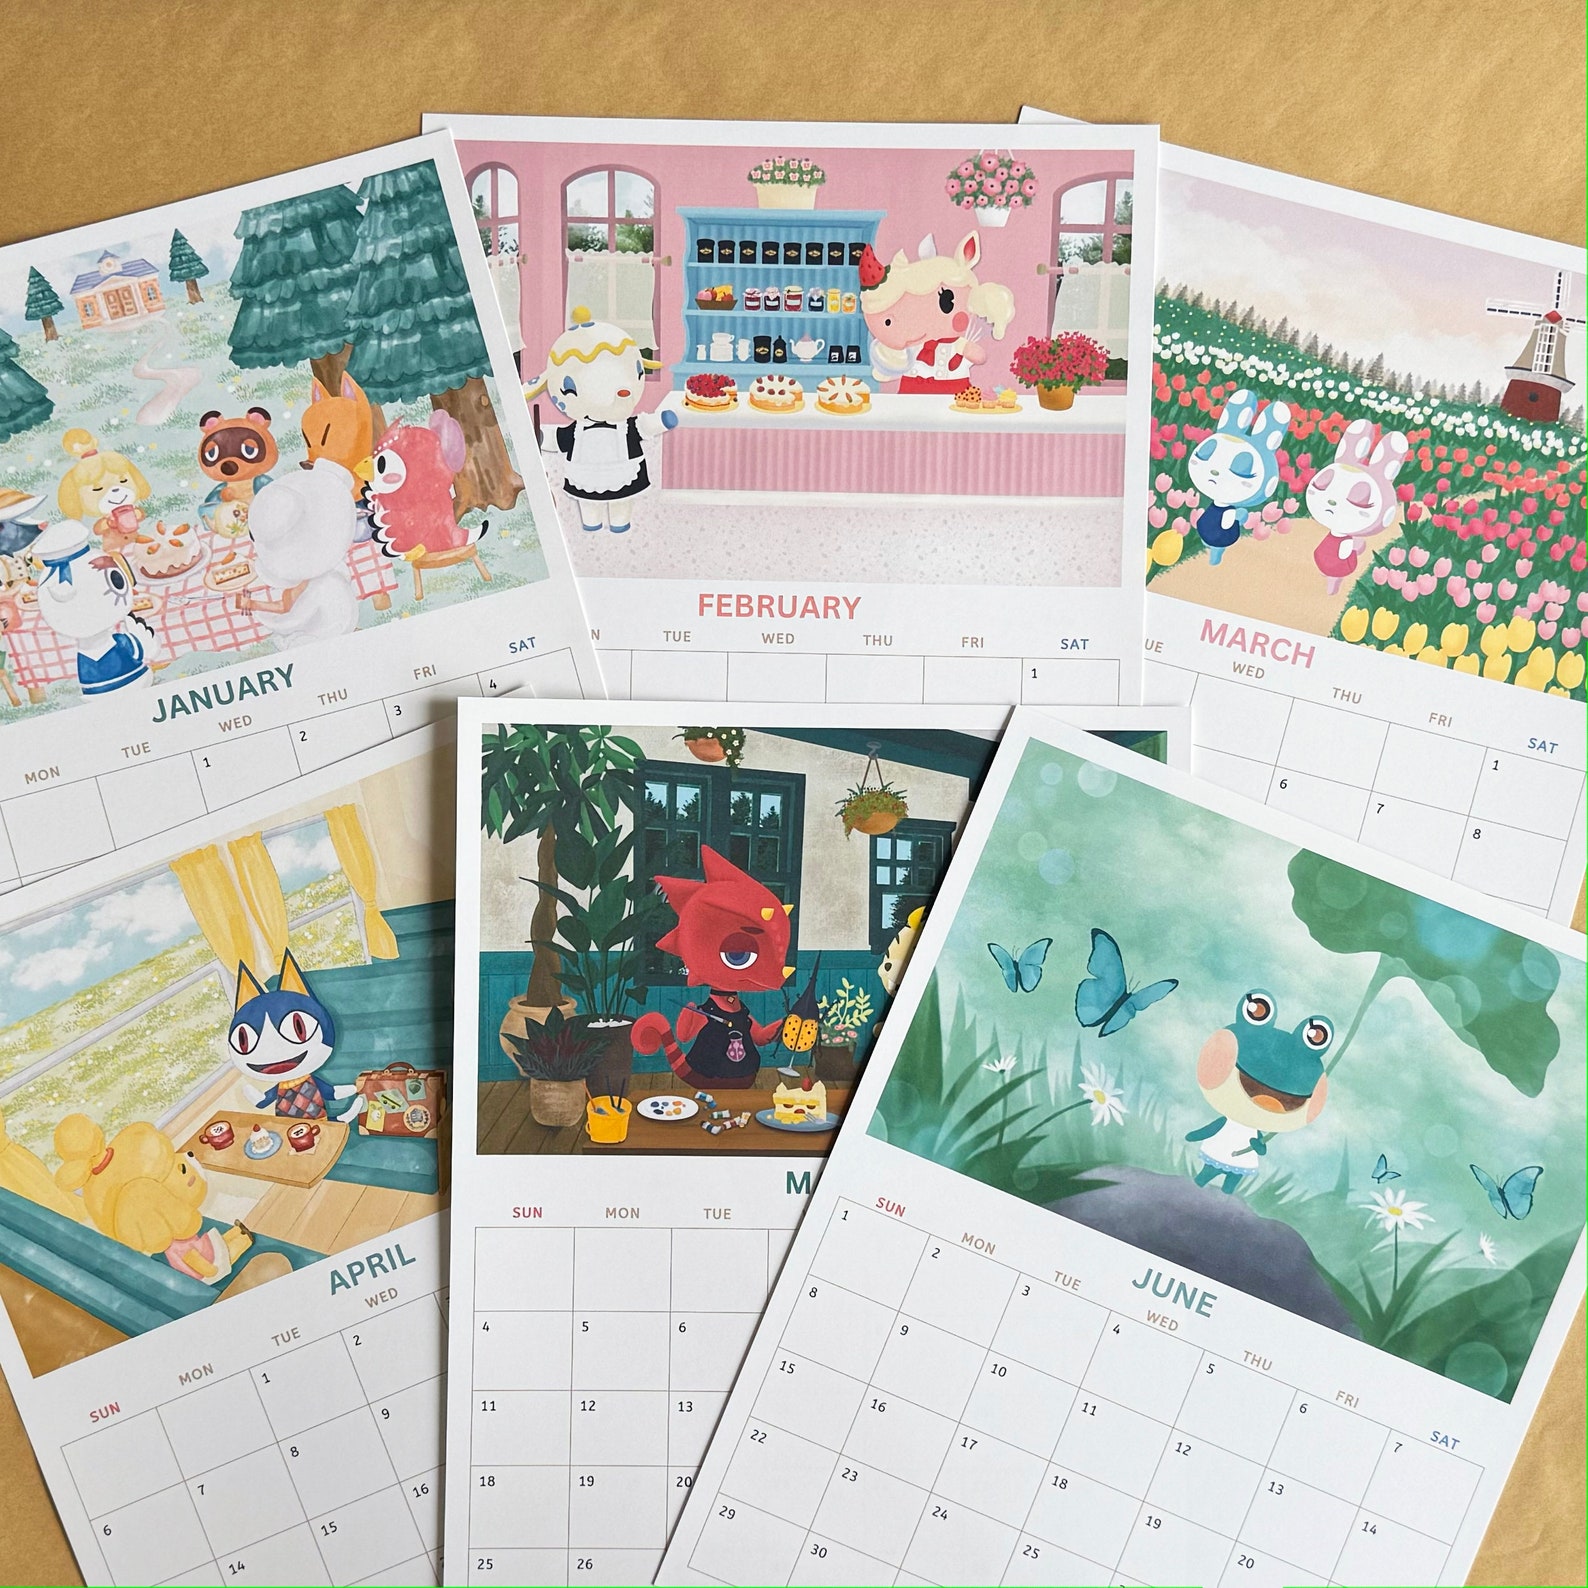 JANUARY
MON TUE WED THU FRI SAT
1 2 3 4
FEBRUARY
TUE WED THU FRI SAT
1
MARCH
WED THU FRI SAT
1
6 7 8
APRIL
SUN MON TUE WED
1 2
6 7 8 9
14 15 16
SUN MON TUE
4 5 6
11 12 13
18 19 20
25 26
JUNE
SUN MON TUE WED THU FRI SAT
1 2 3 4 5 6 7
8 9 10 11 12 13 14
15 16 17 18 19 20
22 23 24 25
29 30